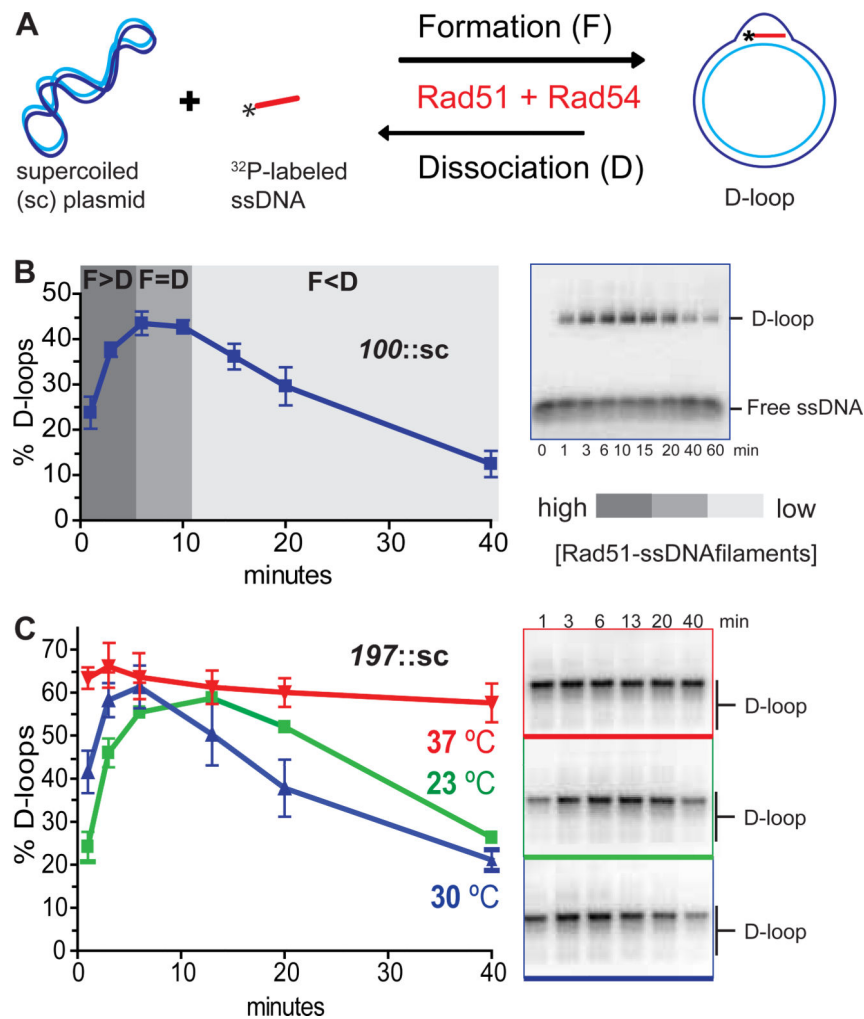 A
Formation (F)
Rad51 + Rad54
Dissociation (D)
+
*
supercoiled
(sc) plasmid
32P-labeled
ssDNA
*
D-loop
B
F>D F=D F<D
100::sc
% D-loops
50
40
30
20
10
0
0 10 20 30 40
minutes
D-loop
Free ssDNA
0 1 3 6 10 15 20 40 60 min
high low
[Rad51-ssDNAfilaments]
C
197::sc
% D-loops
70
60
50
40
30
20
10
0
37 ºC
23 ºC
30 ºC
0 10 20 30 40
minutes
1 3 6 13 20 40 min
D-loop
D-loop
D-loop